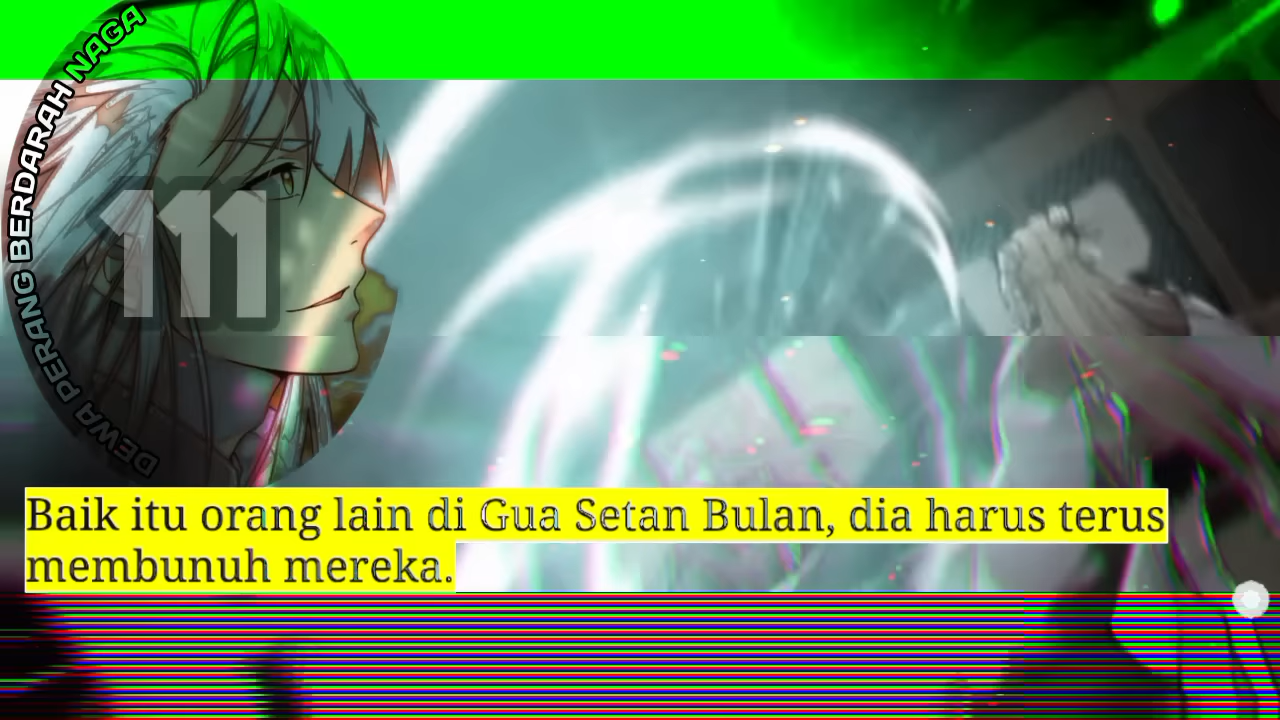 DEWA PERANG BERDARAH NAGA
111
Baik itu orang lain di Gua Setan Bulan, dia harus terus
membunuh mereka.